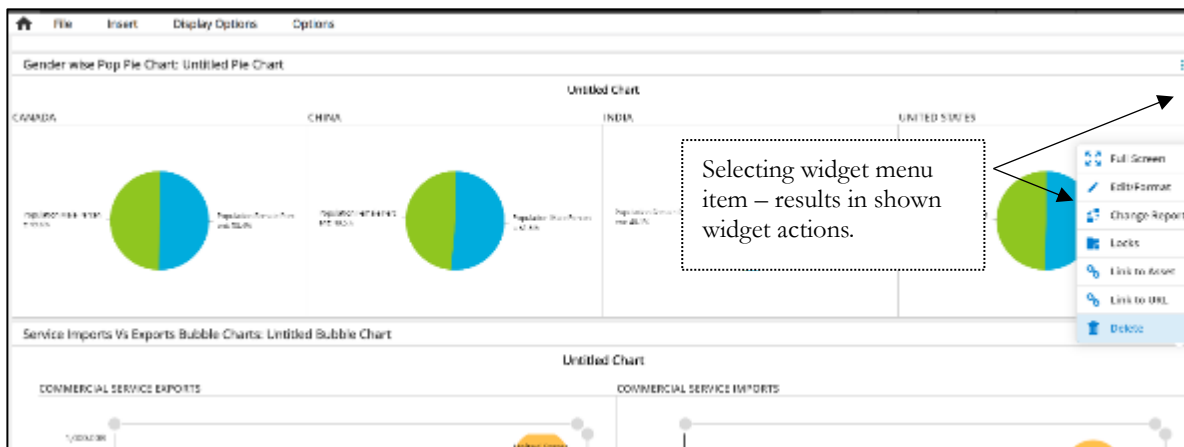 File Insert Display Options Options
Gender wise Pop Pie Chart: Untitled Pie Chart
Untitled Chart
CANADA CHINA INDIA UNITED STATES
Selecting widget menu
item – results in shown
widget actions.
Full Screen
Edit/Format
Change Report
Locks
Link to Asset
Link to URL
Delete
Service Imports Vs Exports Bubble Charts: Untitled Bubble Chart
Untitled Chart
COMMERCIAL SERVICE EXPORTS COMMERCIAL SERVICE IMPORTS